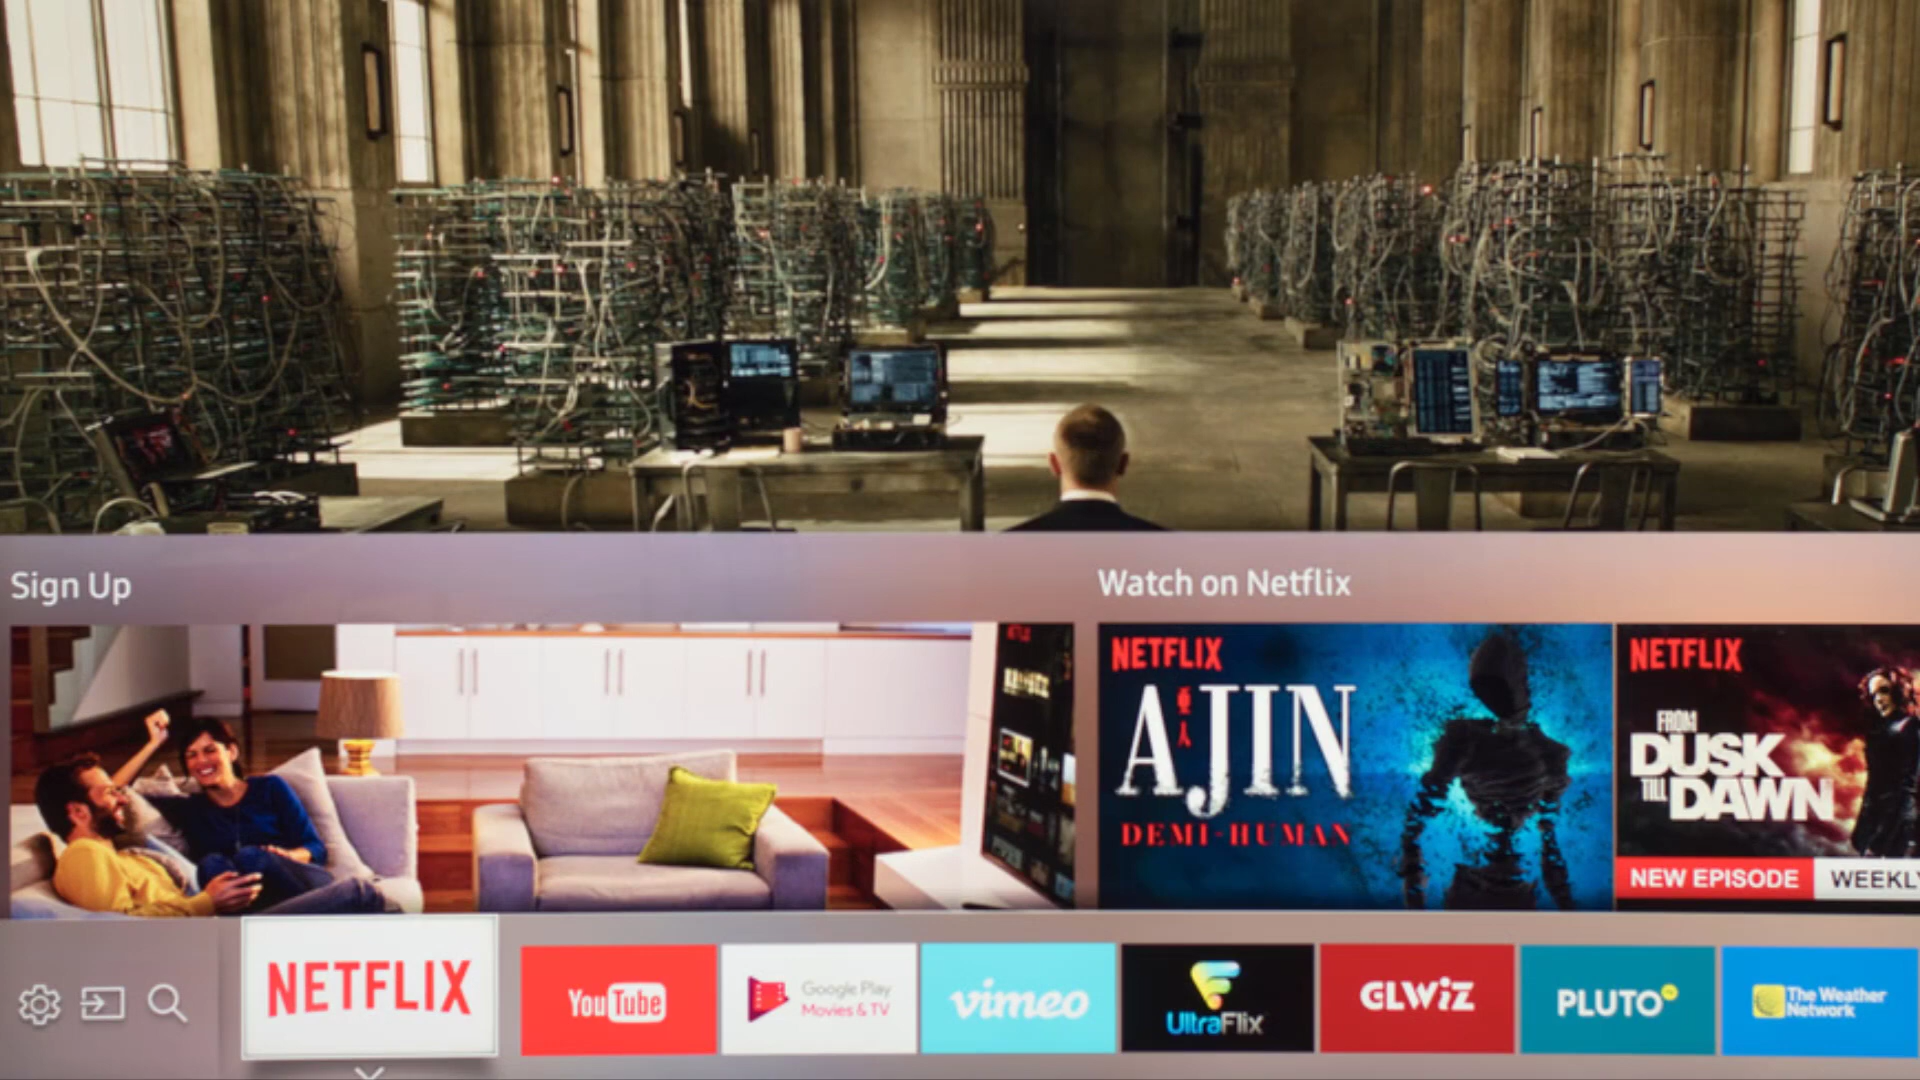 Sign Up
Watch on Netflix
NETFLIX
AJIN
DEMI-HUMAN
NETFLIX
FROM
DUSK
TILL DAWN
NEW EPISODE
WEEKLY
NETFLIX
YouTube
Google Play
Movies & TV
vimeo
UltraFlix
GLWiZ
PLUTO
The Weather
Network